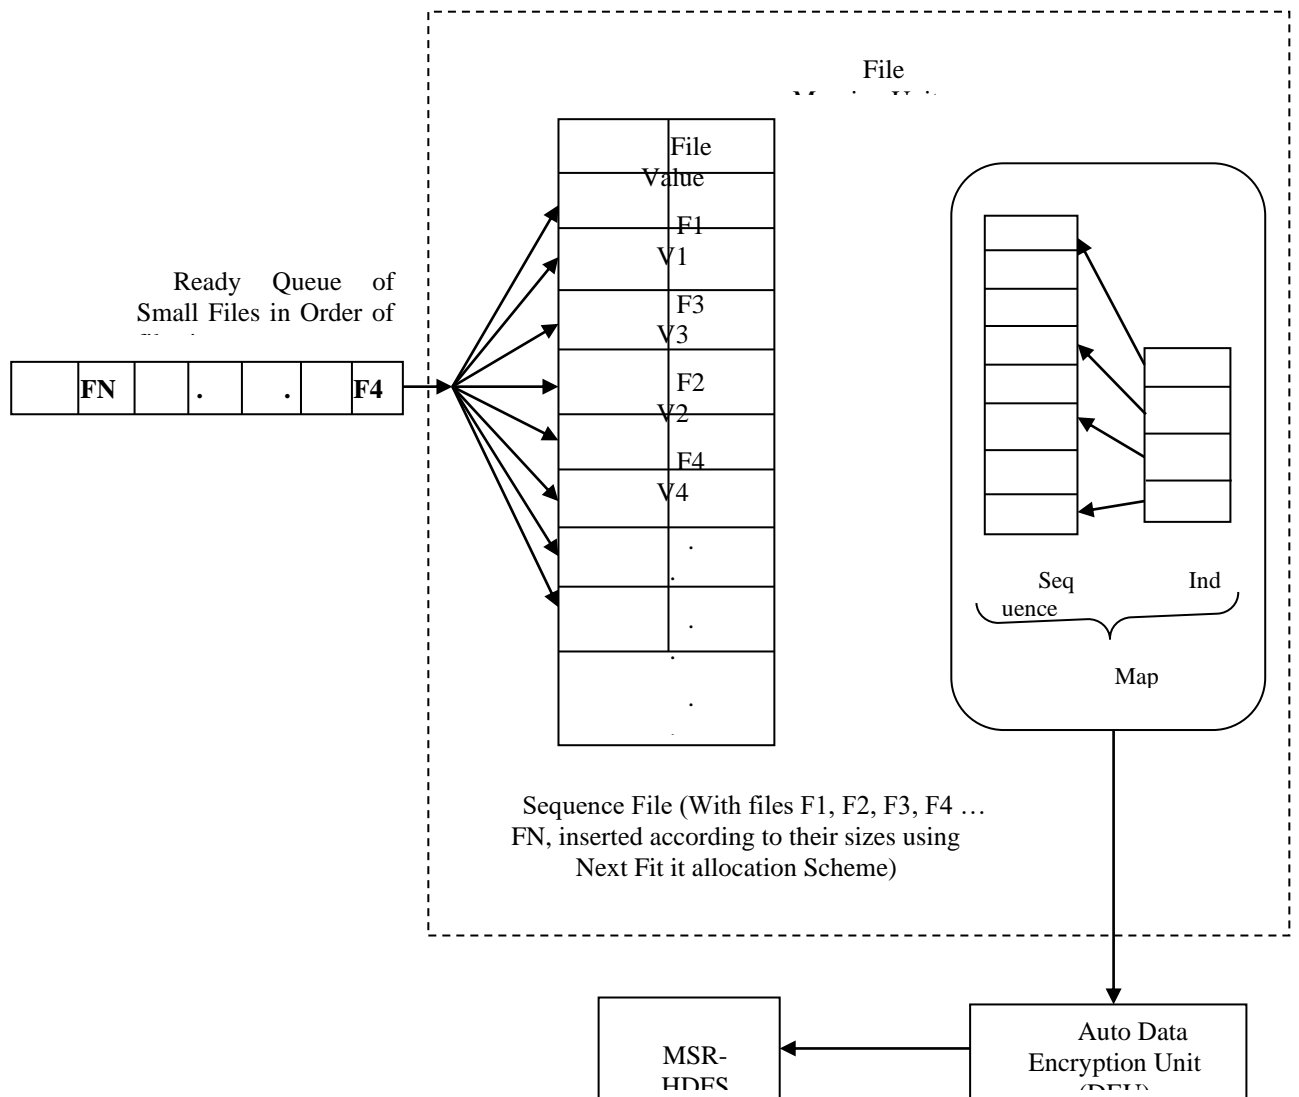 File
Ready Queue of
Small Files in Order of
FN . . F4
File
Value
F1
V1
F3
V3
F2
V2
F4
V4
.
.
.
.
.
.
Seq
uence
Ind
Map
Sequence File (With files F1, F2, F3, F4 …
FN, inserted according to their sizes using
Next Fit it allocation Scheme)
MSR-
HDFS
Auto Data
Encryption Unit
(DEU)